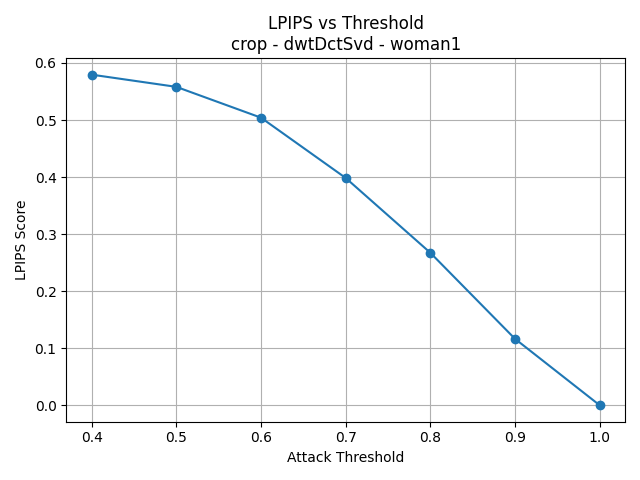 LPIPS vs Threshold
crop - dwtDctSvd - woman1
0.6
0.5
0.4
0.3
0.2
0.1
0.0
LPIPS Score
0.4 0.5 0.6 0.7 0.8 0.9 1.0
Attack Threshold